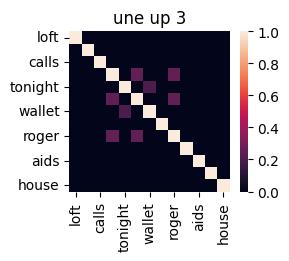 une up 3
loft
calls
tonight
wallet
roger
aids
house
1.0
0.8
0.6
0.4
0.2
0.0
loft
calls
tonight
wallet
roger
aids
house